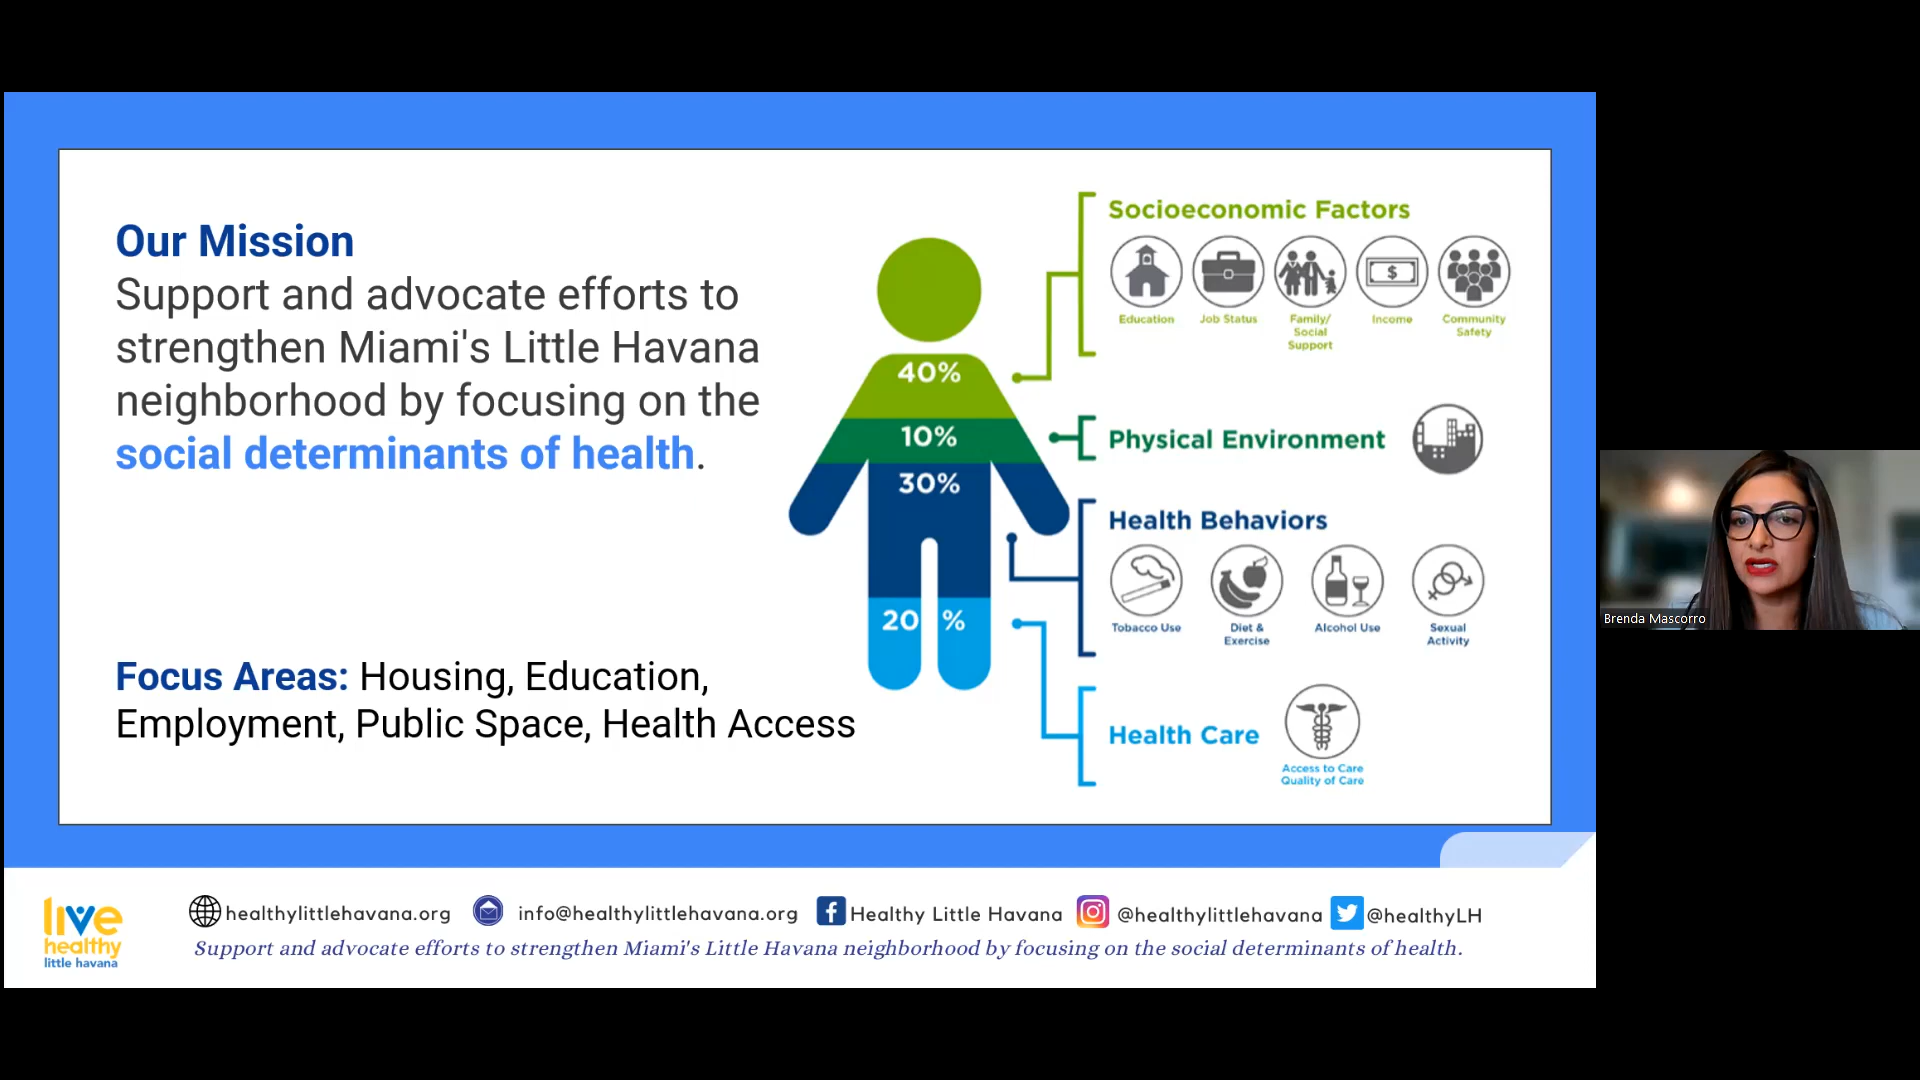 Our Mission
Support and advocate efforts to
strengthen Miami's Little Havana
neighborhood by focusing on the
social determinants of health.
Focus Areas: Housing, Education,
Employment, Public Space, Health Access
40%
10%
30%
20 %
Socioeconomic Factors
Education
Job Status
Family/
Social
Support
Income
Community
Safety
Physical Environment
Health Behaviors
Tobacco Use
Diet &
Exercise
Alcohol Use
Sexual
Activity
Health Care
Access to Care
Quality of Care
Brenda Mascorro
live
healthy
little havana
healthylittlehavana.org info@healthylittlehavana.org Healthy Little Havana @healthylittlehavana @healthyLH
Support and advocate efforts to strengthen Miami's Little Havana neighborhood by focusing on the social determinants of health.